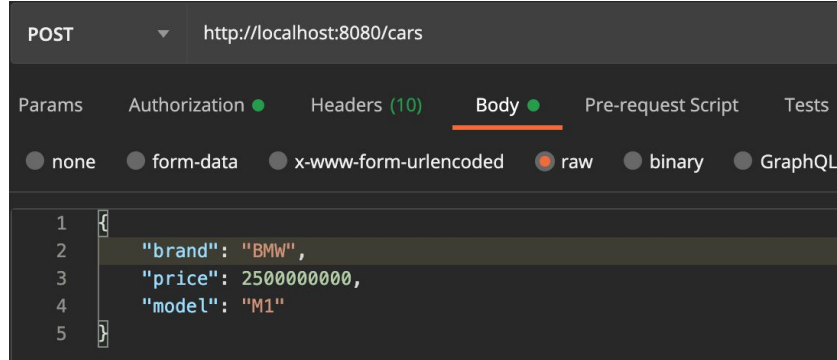 POST http://localhost:8080/cars
Params Authorization Headers (10) Body Pre-request Script Tests
none form-data x-www-form-urlencoded raw binary GraphQL
1 {
2 "brand": "BMW",
3 "price": 2500000000,
4 "model": "M1"
5 }